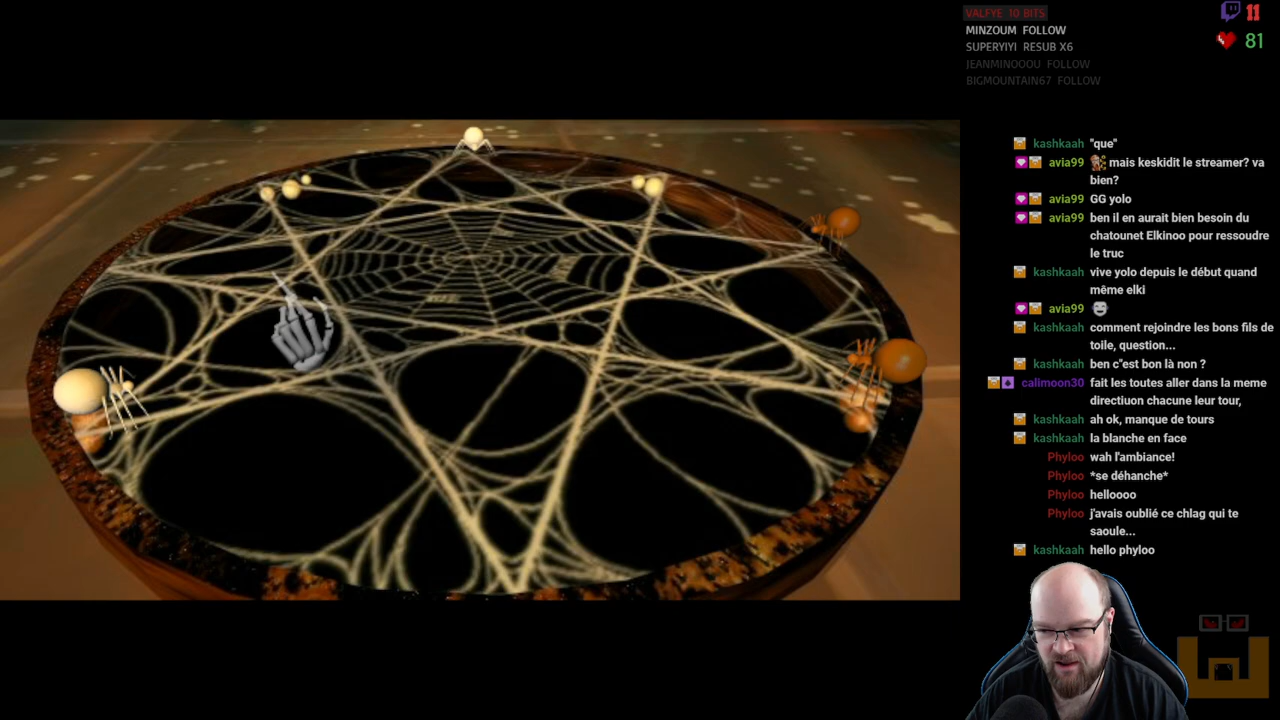 VALFYE 10 BITS
MINZOUM FOLLOW
SUPERYIYI RESUB X6
JEANMINOOOU FOLLOW
BIGMOUNTAIN67 FOLLOW
11
81
kashkaah "que"
avia99 mais keskidit le streamer? va
bien?
avia99 GG yolo
avia99 ben il en aurait bien besoin du
chatounet Elkinoo pour ressoudre
le truc
kashkaah vive yolo depuis le début quand
même elki
avia99
kashkaah comment rejoindre les bons fils de
toile, question...
kashkaah ben c"est bon là non ?
calimoon30 fait les toutes aller dans la meme
directiuon chacune leur tour,
kashkaah ah ok, manque de tours
kashkaah la blanche en face
Phyloo wah l'ambiance!
Phyloo *se déhanche*
Phyloo helloooo
Phyloo j'avais oublié ce chlag qui te
saoule...
kashkaah hello phyloo